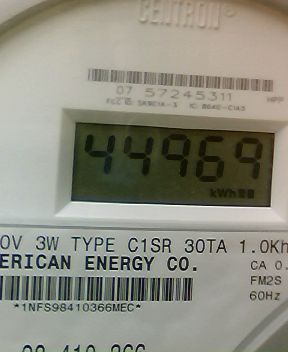 CENTRON®
07 57245311
44969
kWh
0V 3W TYPE C1SR 30TA 1.0Kh
ERICAN ENERGY CO.
CA 0.
FM2S
60Hz
*1NFS98410366MEC*